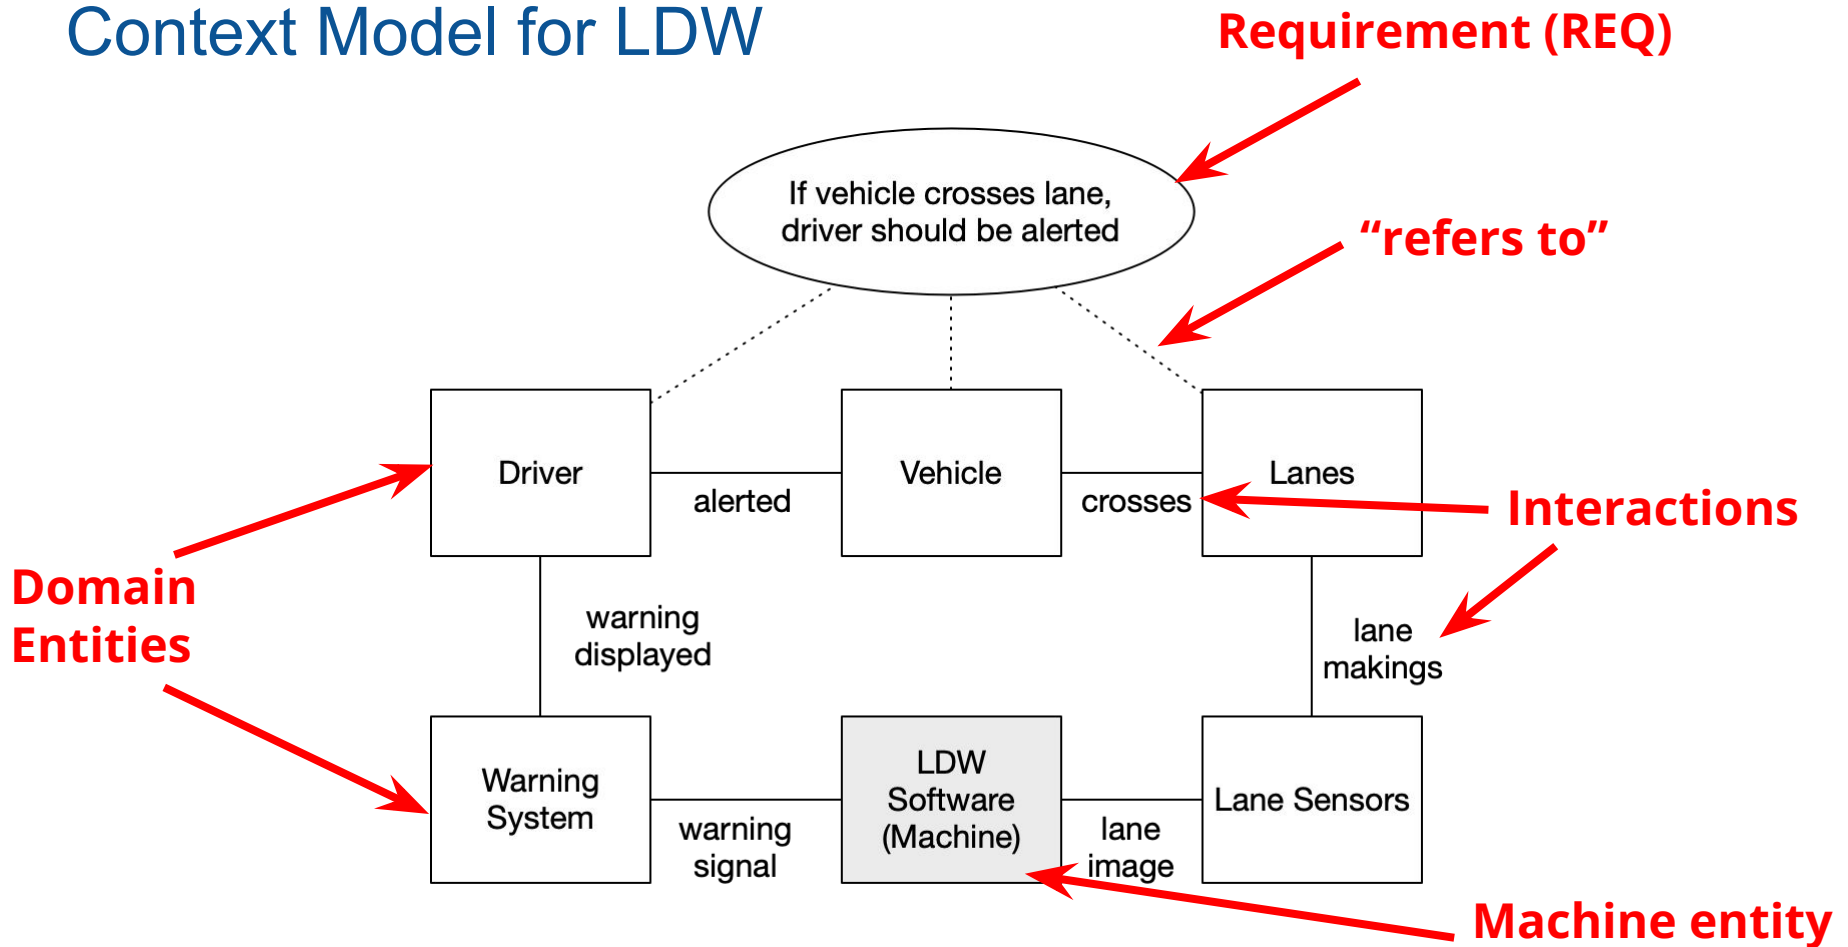 Context Model for LDW
Requirement (REQ)
If vehicle crosses lane,
driver should be alerted
“refers to”
Driver
alerted
Vehicle
crosses
Lanes
Interactions
Domain
Entities
warning
displayed
lane
makings
Warning
System
warning
signal
LDW
Software
(Machine)
lane
image
Lane Sensors
Machine entity